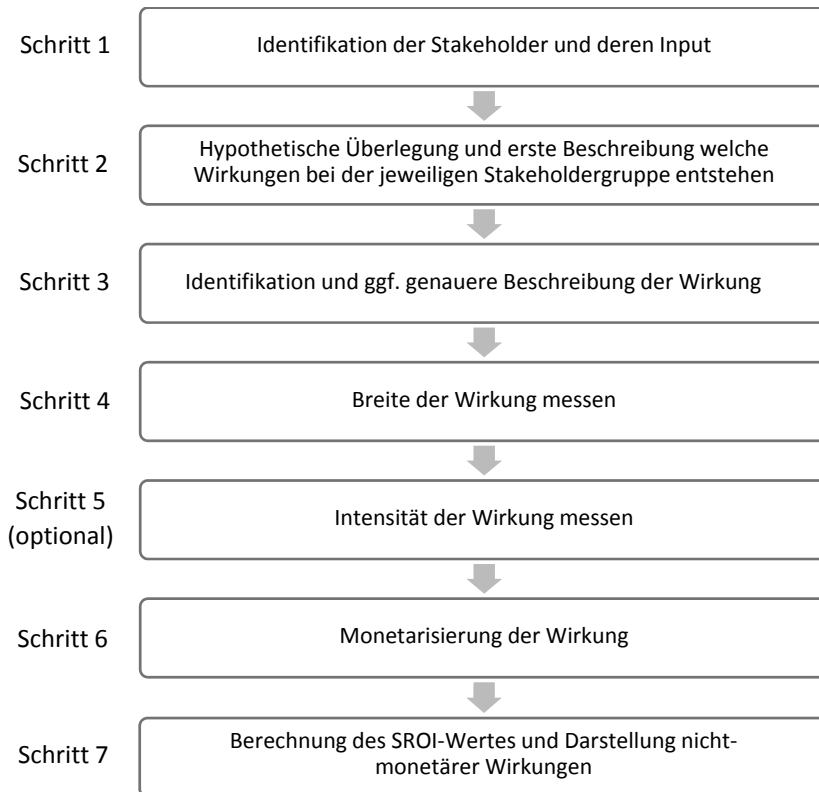 Schritt 1
Identifikation der Stakeholder und deren Input
Schritt 2
Hypothetische Überlegung und erste Beschreibung welche
Wirkungen bei der jeweiligen Stakeholdergruppe entstehen
Schritt 3
Identifikation und ggf. genauere Beschreibung der Wirkung
Schritt 4
Breite der Wirkung messen
Schritt 5
(optional)
Intensität der Wirkung messen
Schritt 6
Monetarisierung der Wirkung
Schritt 7
Berechnung des SROI-Wertes und Darstellung nicht-
monetärer Wirkungen